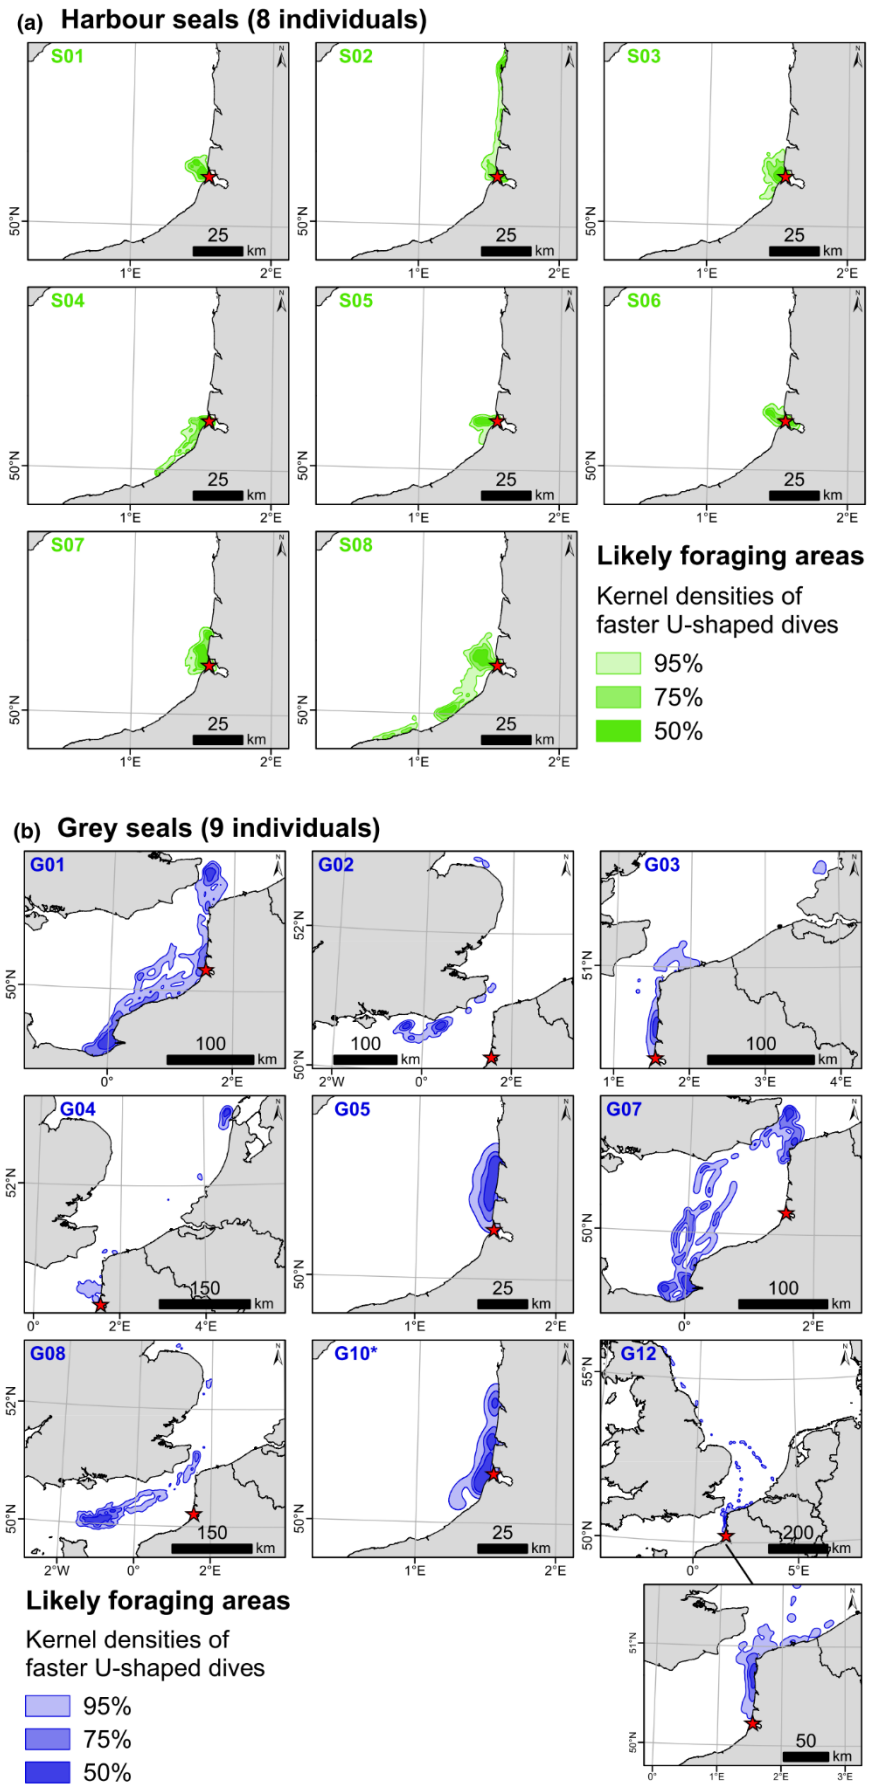 (a) Harbour seals (8 individuals)
S01 N S02 N S03 N
50°N 25 km 50°N 25 km 50°N 25 km
1°E 2°E 1°E 2°E 1°E 2°E
S04 N S05 N S06 N
50°N 25 km 50°N 25 km 50°N 25 km
1°E 2°E 1°E 2°E 1°E 2°E
S07 N S08 N
Likely foraging areas
Kernel densities of
faster U-shaped dives
95%
75%
50%
50°N 25 km 50°N 25 km
1°E 2°E 1°E 2°E
(b) Grey seals (9 individuals)
G01 N G02 N G03 N
52°N
50°N 51°N
100 km 100 km 50°N 100 km
0° 2°E 2°W 0° 2°E 1°E 2°E 3°E 4°E
G04 N G05 N G07 N
52°N 50°N 50°N
150 km 25 km 100 km
0° 2°E 4°E 1°E 2°E 0° 2°E
G08 N G10* N G12 N
52°N 55°N
50°N 150 km 50°N 25 km 50°N 200 km
2°W 0° 2°E 1°E 2°E 0° 5°E
Likely foraging areas
Kernel densities of
faster U-shaped dives
95%
75%
50%
N
51°N
50°N 50 km
0° 1°E 2°E 3°E